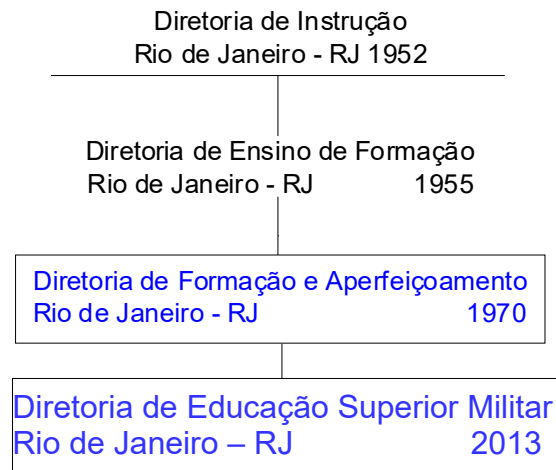 Diretoria de Instrução
Rio de Janeiro - RJ 1952
Diretoria de Ensino de Formação
Rio de Janeiro - RJ 1955
Diretoria de Formação e Aperfeiçoamento
Rio de Janeiro - RJ 1970
Diretoria de Educação Superior Militar
Rio de Janeiro – RJ 2013